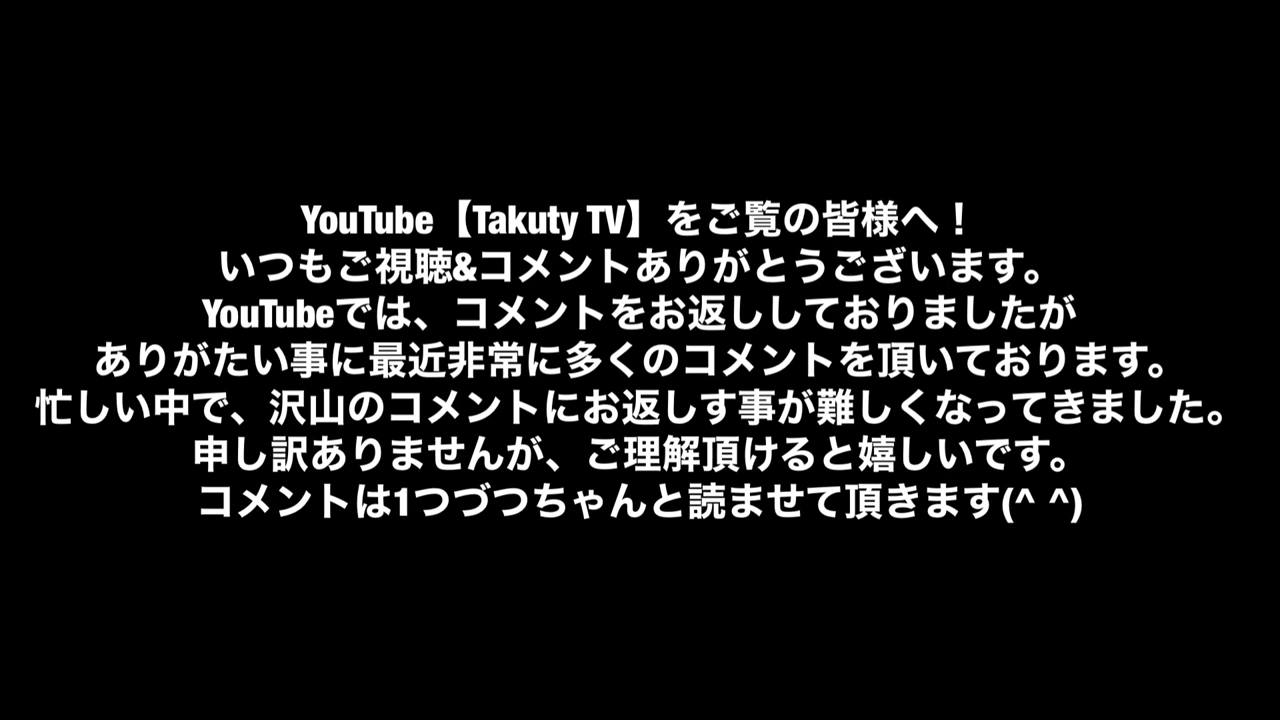 YouTube【Takuty TV】をご覧の皆様へ！
いつもご視聴&コメントありがとうございます。
YouTubeでは、コメントをお返ししておりましたが
ありがたい事に最近非常に多くのコメントを頂いております。
忙しい中で、沢山のコメントにお返しす事が難しくなってきました。
申し訳ありませんが、ご理解頂けると嬉しいです。
コメントは1つづつちゃんと読ませて頂きます(^ ^)